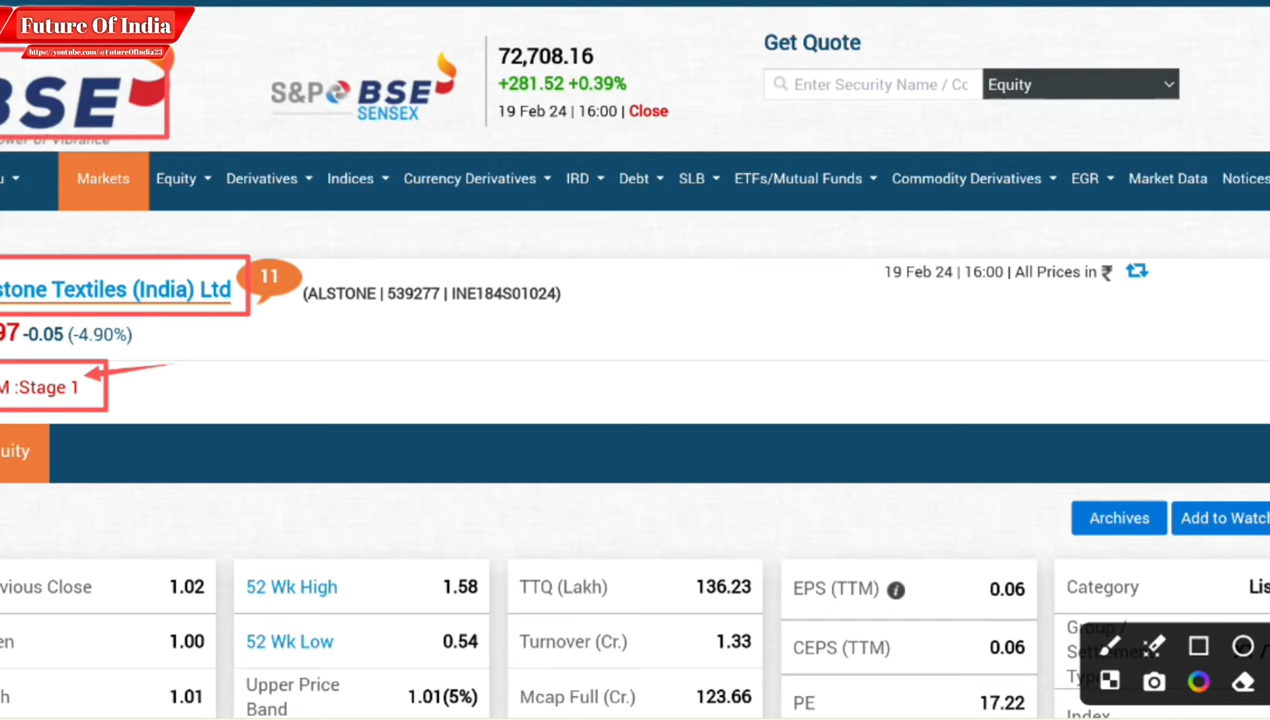 Future Of India
https://youtube.com/@FutureOfIndia23
BSE
S&P BSE
SENSEX
72,708.16
+281.52 +0.39%
19 Feb 24 | 16:00 | Close
Get Quote
Enter Security Name / Co
Equity
Markets
Equity
Derivatives
Indices
Currency Derivatives
IRD
Debt
SLB
ETFs/Mutual Funds
Commodity Derivatives
EGR
Market Data
Notices
stone Textiles (India) Ltd
11
(ALSTONE | 539277 | INE184S01024)
19 Feb 24 | 16:00 | All Prices in ₹
97 -0.05 (-4.90%)
M :Stage 1
uity
Archives
Add to Watch
vious Close 1.02
52 Wk High 1.58
TTQ (Lakh) 136.23
EPS (TTM) 0.06
Category Lis
en 1.00
52 Wk Low 0.54
Turnover (Cr.) 1.33
CEPS (TTM) 0.06
Group /
Settlement
Type
h 1.01
Upper Price
Band 1.01(5%)
Mcap Full (Cr.) 123.66
PE 17.22
Index